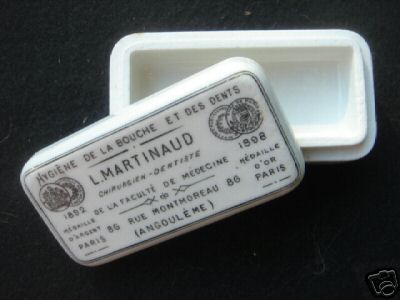 HYGIÈNE DE LA BOUCHE ET DES DENTS
L. MARTINAUD
CHIRURGIEN-DENTISTE
DE LA FACULTÉ DE MÉDECINE
1892
MÉDAILLE
D'ARGENT
PARIS
1898
MÉDAILLE
D'OR
PARIS
86 RUE MONTMOREAU 86
(ANGOULÊME)